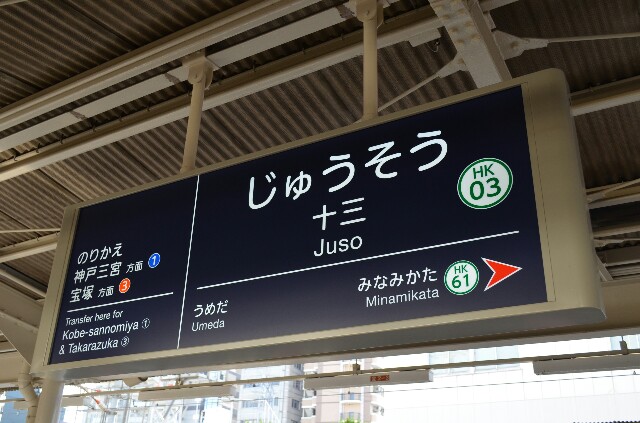 のりかえ
神戸三宮 方面 1
宝塚 方面 3
Transfer here for
Kobe-sannomiya ①
& Takarazuka ③
じゅうそう
十三
Juso
HK
03
うめだ
Umeda
みなみかた
Minamikata
HK
61